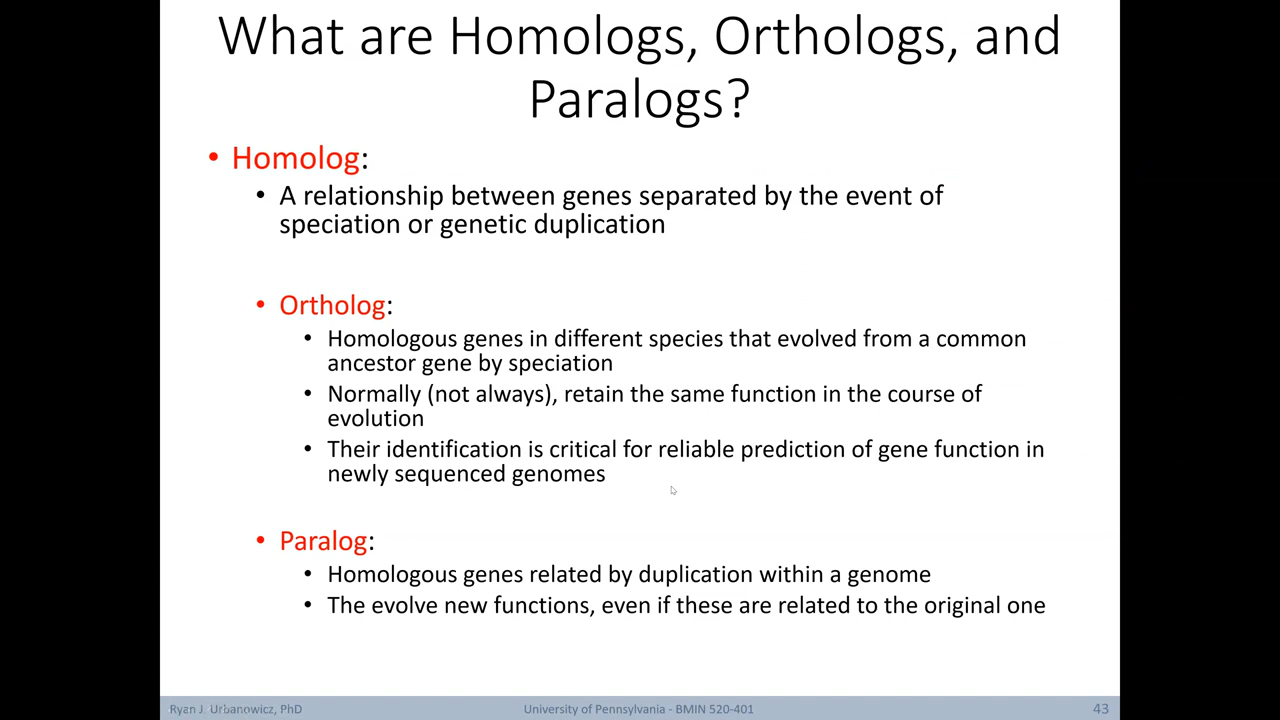 What are Homologs, Orthologs, and
Paralogs?
• Homolog:
• A relationship between genes separated by the event of
speciation or genetic duplication
• Ortholog:
• Homologous genes in different species that evolved from a common
ancestor gene by speciation
• Normally (not always), retain the same function in the course of
evolution
• Their identification is critical for reliable prediction of gene function in
newly sequenced genomes
• Paralog:
• Homologous genes related by duplication within a genome
• The evolve new functions, even if these are related to the original one
Ryan J. Urbanowicz, PhD
University of Pennsylvania - BMIN 520-401
43